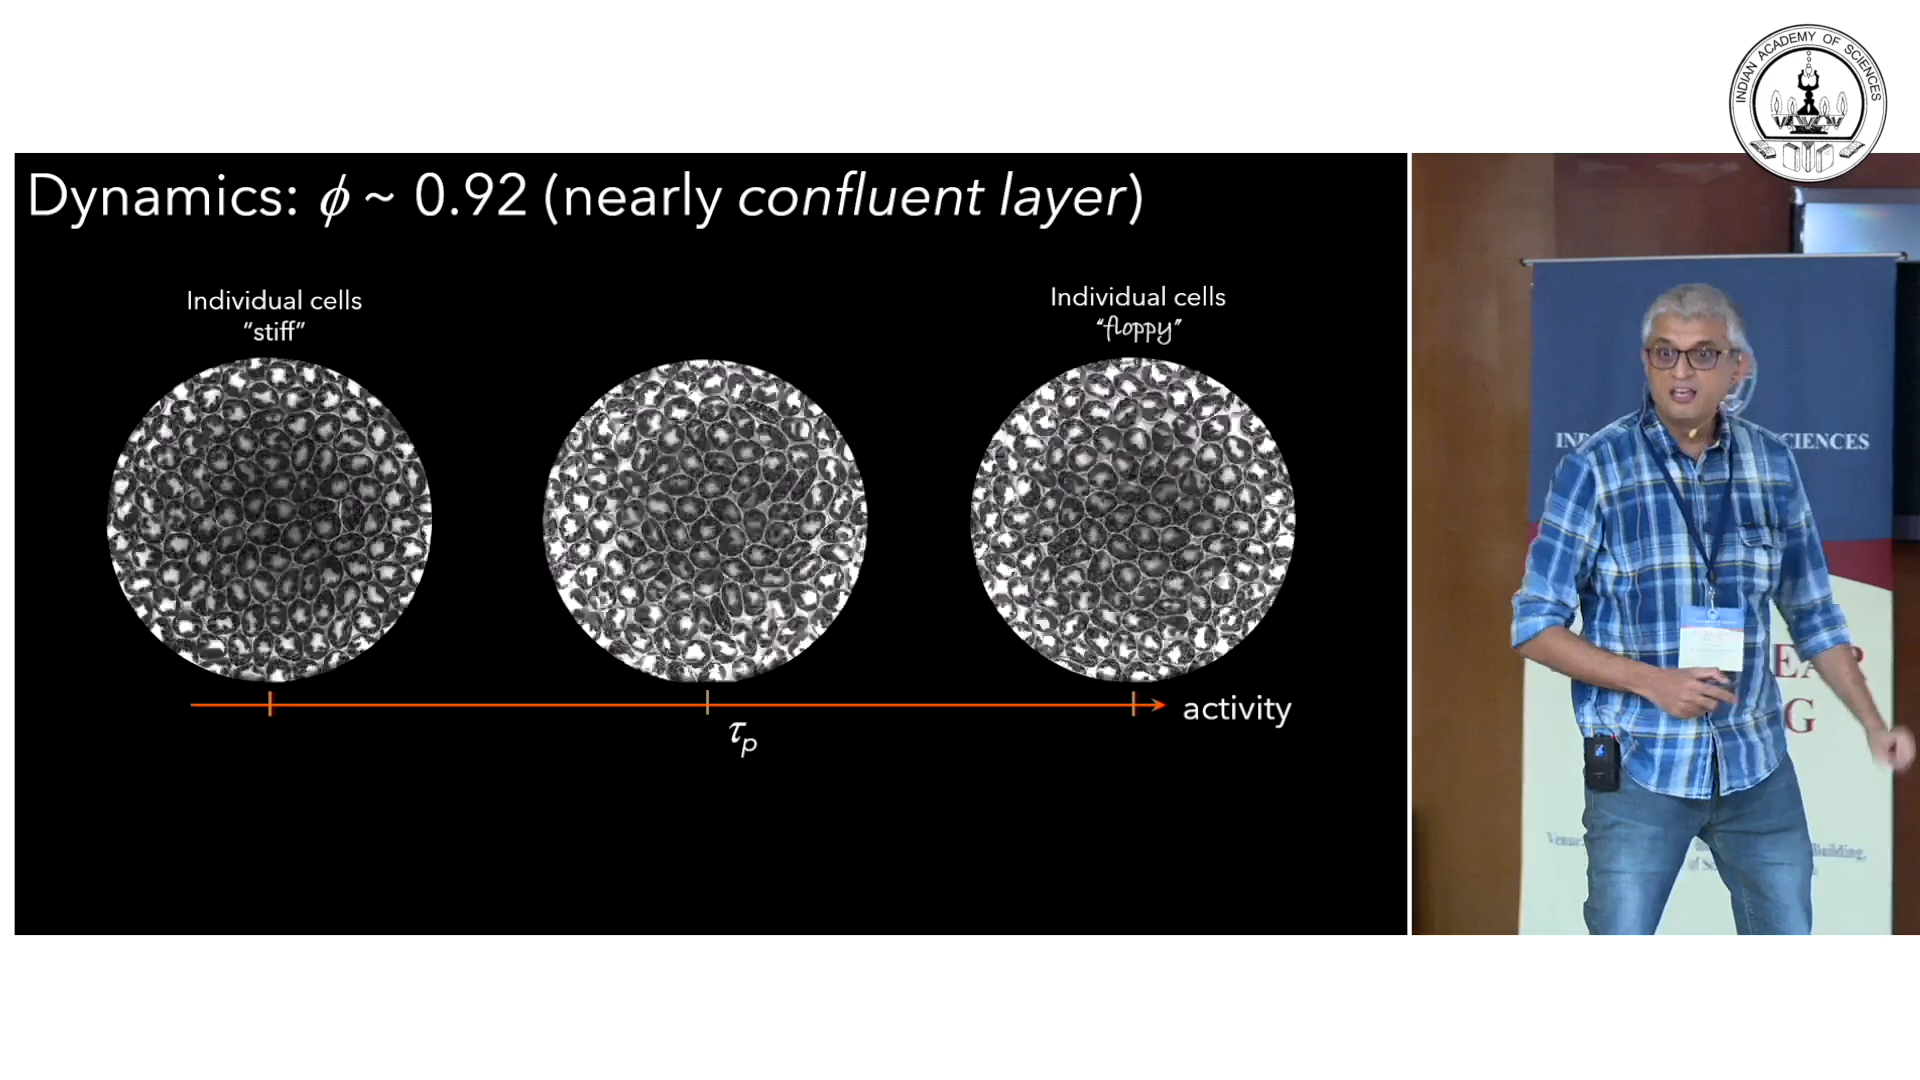 INDIAN ACADEMY OF SCIENCES
Dynamics: ϕ ~ 0.92 (nearly confluent layer)
Individual cells
"stiff"
Individual cells
"floppy"
activity
τp
CIENCES
G
Building,